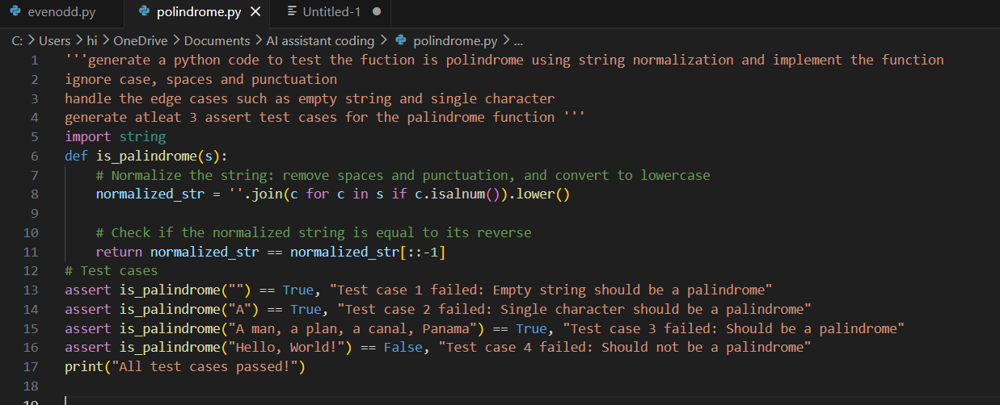 evenodd.py polindrome.py Untitled-1
C: > Users > hi > OneDrive > Documents > AI assistant coding > polindrome.py > ...
1 '''generate a python code to test the fuction is polindrome using string normalization and implement the function
2 ignore case, spaces and punctuation
3 handle the edge cases such as empty string and single character
4 generate atleat 3 assert test cases for the palindrome function '''
5 import string
6 def is_palindrome(s):
7     # Normalize the string: remove spaces and punctuation, and convert to lowercase
8     normalized_str = ''.join(c for c in s if c.isalnum()).lower()
9
10     # Check if the normalized string is equal to its reverse
11     return normalized_str == normalized_str[::-1]
12 # Test cases
13 assert is_palindrome("") == True, "Test case 1 failed: Empty string should be a palindrome"
14 assert is_palindrome("A") == True, "Test case 2 failed: Single character should be a palindrome"
15 assert is_palindrome("A man, a plan, a canal, Panama") == True, "Test case 3 failed: Should be a palindrome"
16 assert is_palindrome("Hello, World!") == False, "Test case 4 failed: Should not be a palindrome"
17 print("All test cases passed!")
18
19